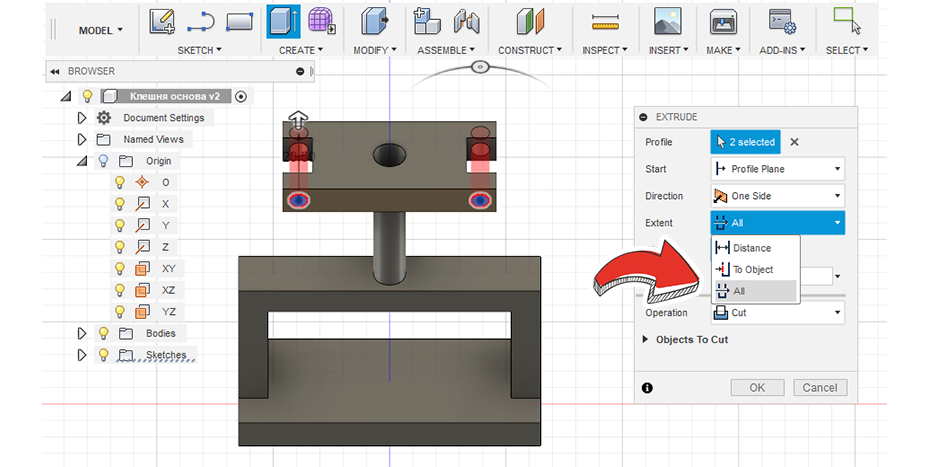 MODEL
SKETCH
CREATE
MODIFY
ASSEMBLE
CONSTRUCT
INSPECT
INSERT
MAKE
ADD-INS
SELECT
BROWSER
Клешня основа v2
Document Settings
Named Views
Origin
O
X
Y
Z
XY
XZ
YZ
Bodies
Sketches
EXTRUDE
Profile
2 selected
Start
Profile Plane
Direction
One Side
Extent
All
Distance
To Object
All
Operation
Cut
Objects To Cut
OK
Cancel